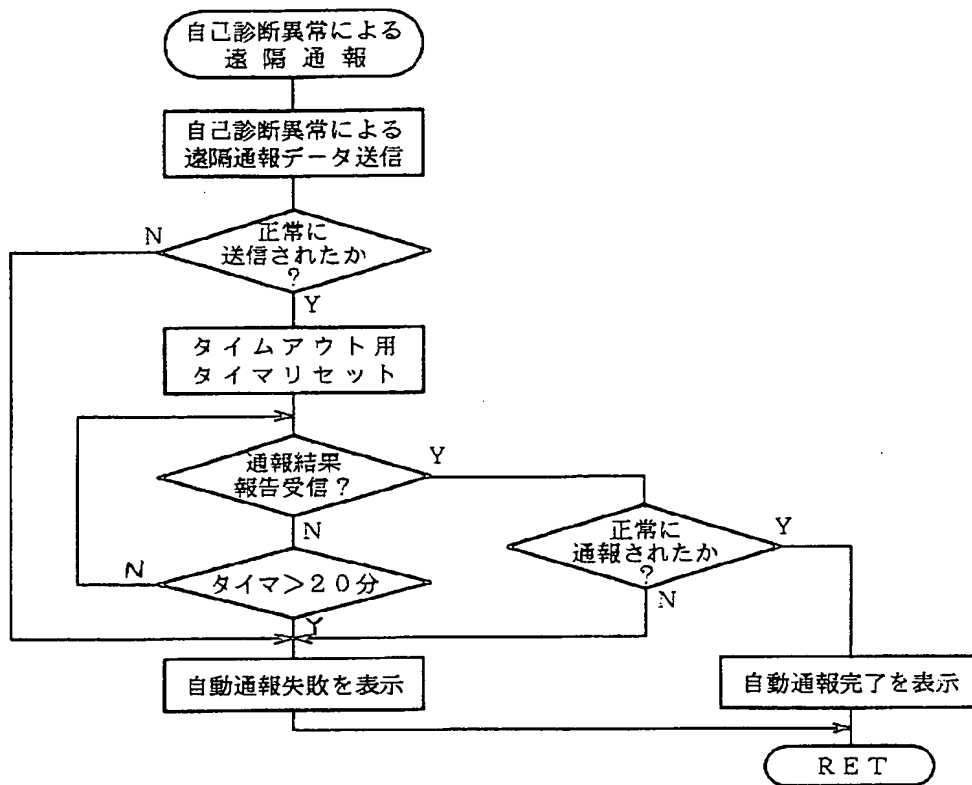 自己診断異常による
遠隔通報
自己診断異常による
遠隔通報データ送信
N
正常に
送信されたか
?
Y
タイムアウト用
タイマリセット
通報結果
報告受信?
Y
N
正常に
通報されたか
?
Y
N
タイマ>20分
N
Y
自動通報失敗を表示
自動通報完了を表示
RET